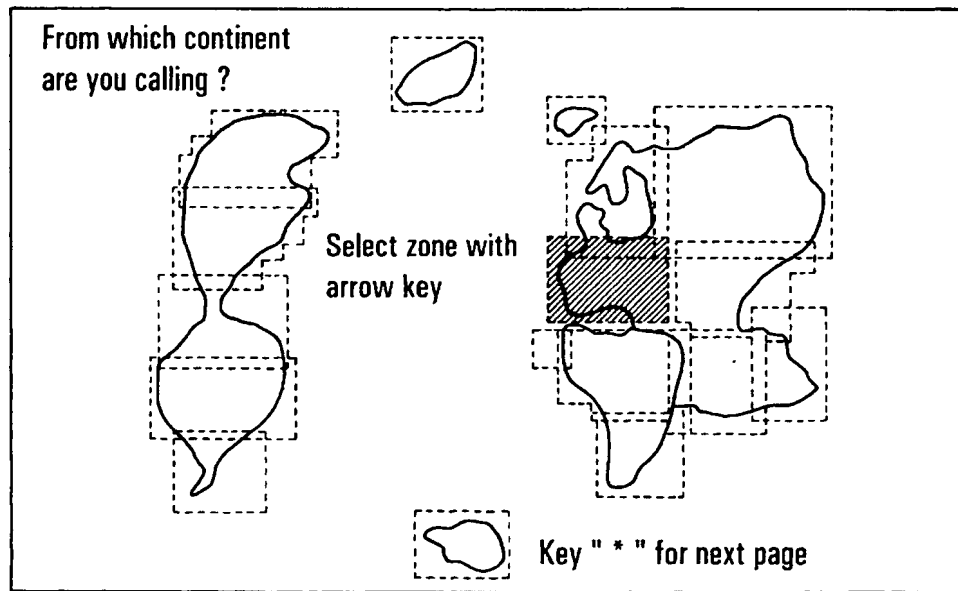 From which continent
are you calling ?
Select zone with
arrow key
Key " * " for next page